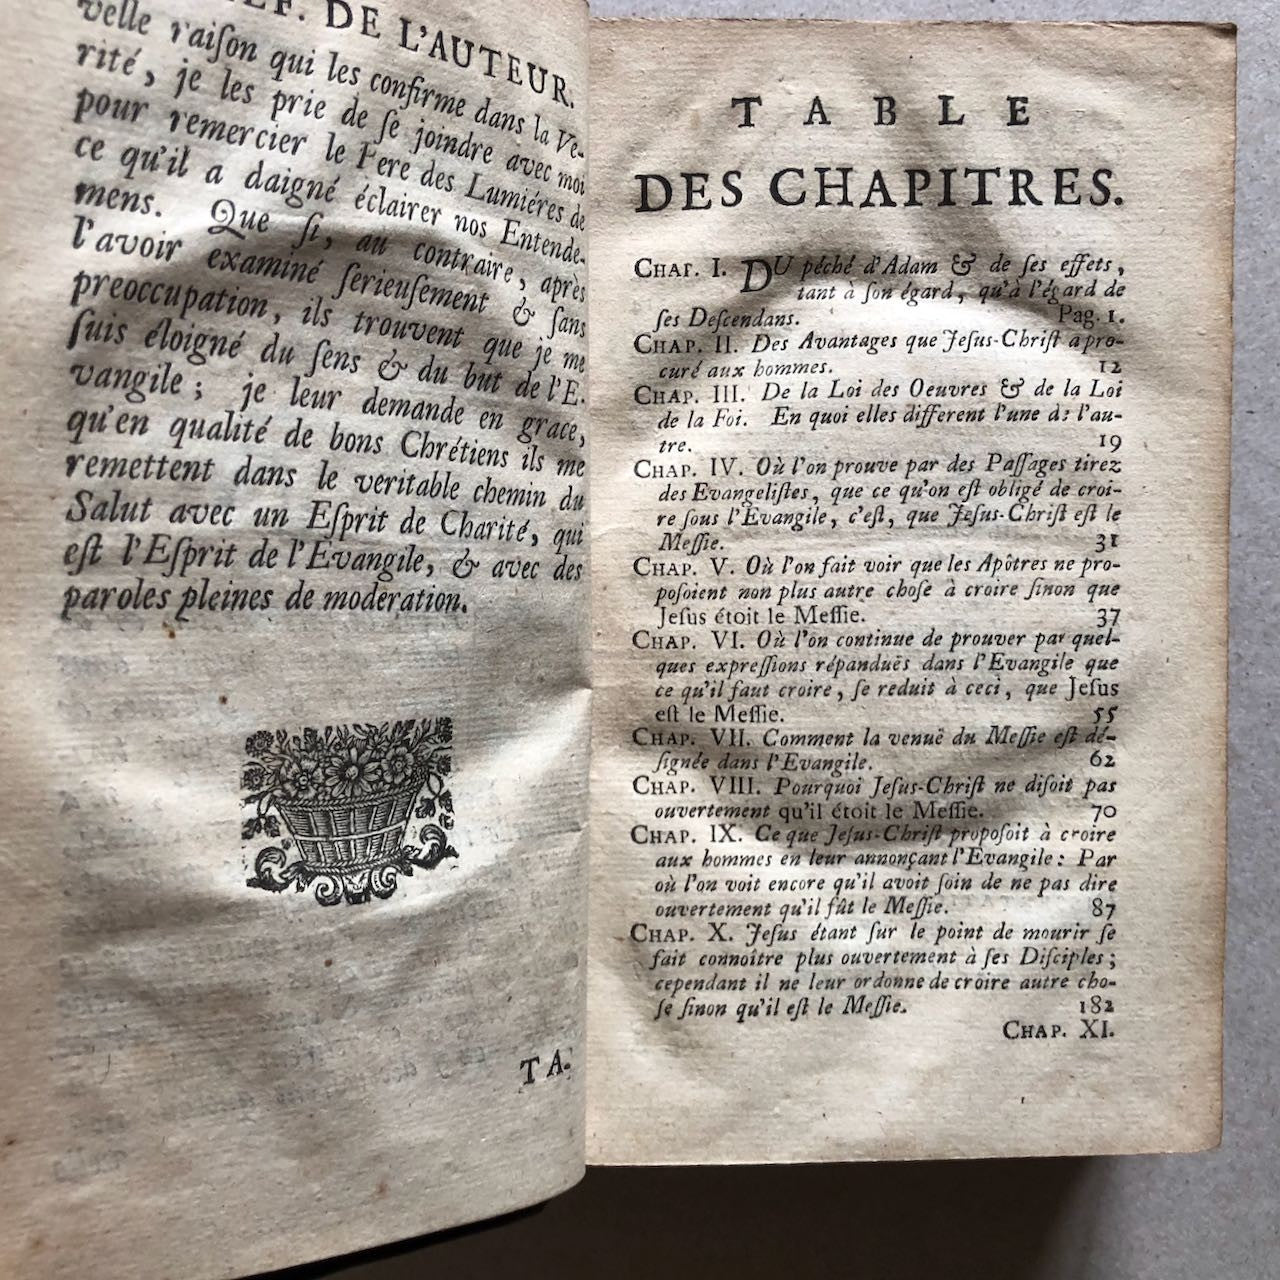 EF. DE L'AUTEUR.
velle raiſon qui les confirme dans la Ve-
rité, je les prie de ſe joindre avec moi
pour remercier le Pere des Lumiéres de
ce qu'il a daigné éclairer nos Entende-
mens. Que ſi, au contraire, après
l'avoir examiné ſerieuſement & ſans
preoccupation, ils trouvent que je me
ſuis éloigné du ſens & du but de l'E-
vangile; je leur demande en grace,
qu'en qualité de bons Chrétiens ils me
remettent dans le veritable chemin du
Salut avec un Eſprit de Charité, qui
eſt l'Eſprit de l'Evangile, & avec des
paroles pleines de moderation.
TA-
TABLE
DES CHAPITRES.
CHAP. I. DU péché d'Adam & de ſes effets,
tant à ſon égard, qu'à l'égard de
ſes Deſcendans. Pag. 1.
CHAP. II. Des Avantages que Jeſus-Chriſt a pro-
curé aux hommes. 12
CHAP. III. De la Loi des Oeuvres & de la Loi
de la Foi. En quoi elles different l'une de l'au-
tre. 19
CHAP. IV. Où l'on prouve par des Paſſages tirez
des Evangeliſtes, que ce qu'on eſt obligé de croi-
re ſous l'Evangile, c'eſt, que Jeſus-Chriſt eſt le
Meſſie. 31
CHAP. V. Où l'on fait voir que les Apôtres ne pro-
poſoient non plus autre choſe à croire ſinon que
Jeſus étoit le Meſſie. 37
CHAP. VI. Où l'on continue de prouver par quel-
ques expreſſions répanduës dans l'Evangile que
ce qu'il faut croire, ſe reduit à ceci, que Jeſus
eſt le Meſſie. 55
CHAP. VII. Comment la venuë du Meſſie eſt dé-
ſignée dans l'Evangile. 62
CHAP. VIII. Pourquoi Jeſus-Chriſt ne diſoit pas
ouvertement qu'il étoit le Meſſie. 70
CHAP. IX. Ce que Jeſus-Chriſt propoſoit à croire
aux hommes en leur annonçant l'Evangile: Par
où l'on voit encore qu'il avoit ſoin de ne pas dire
ouvertement qu'il fût le Meſſie. 87
CHAP. X. Jeſus étant ſur le point de mourir ſe
fait connoître plus ouvertement à ſes Diſciples;
cependant il ne leur ordonne de croire autre cho-
ſe ſinon qu'il eſt le Meſſie. 182
CHAP. XI.